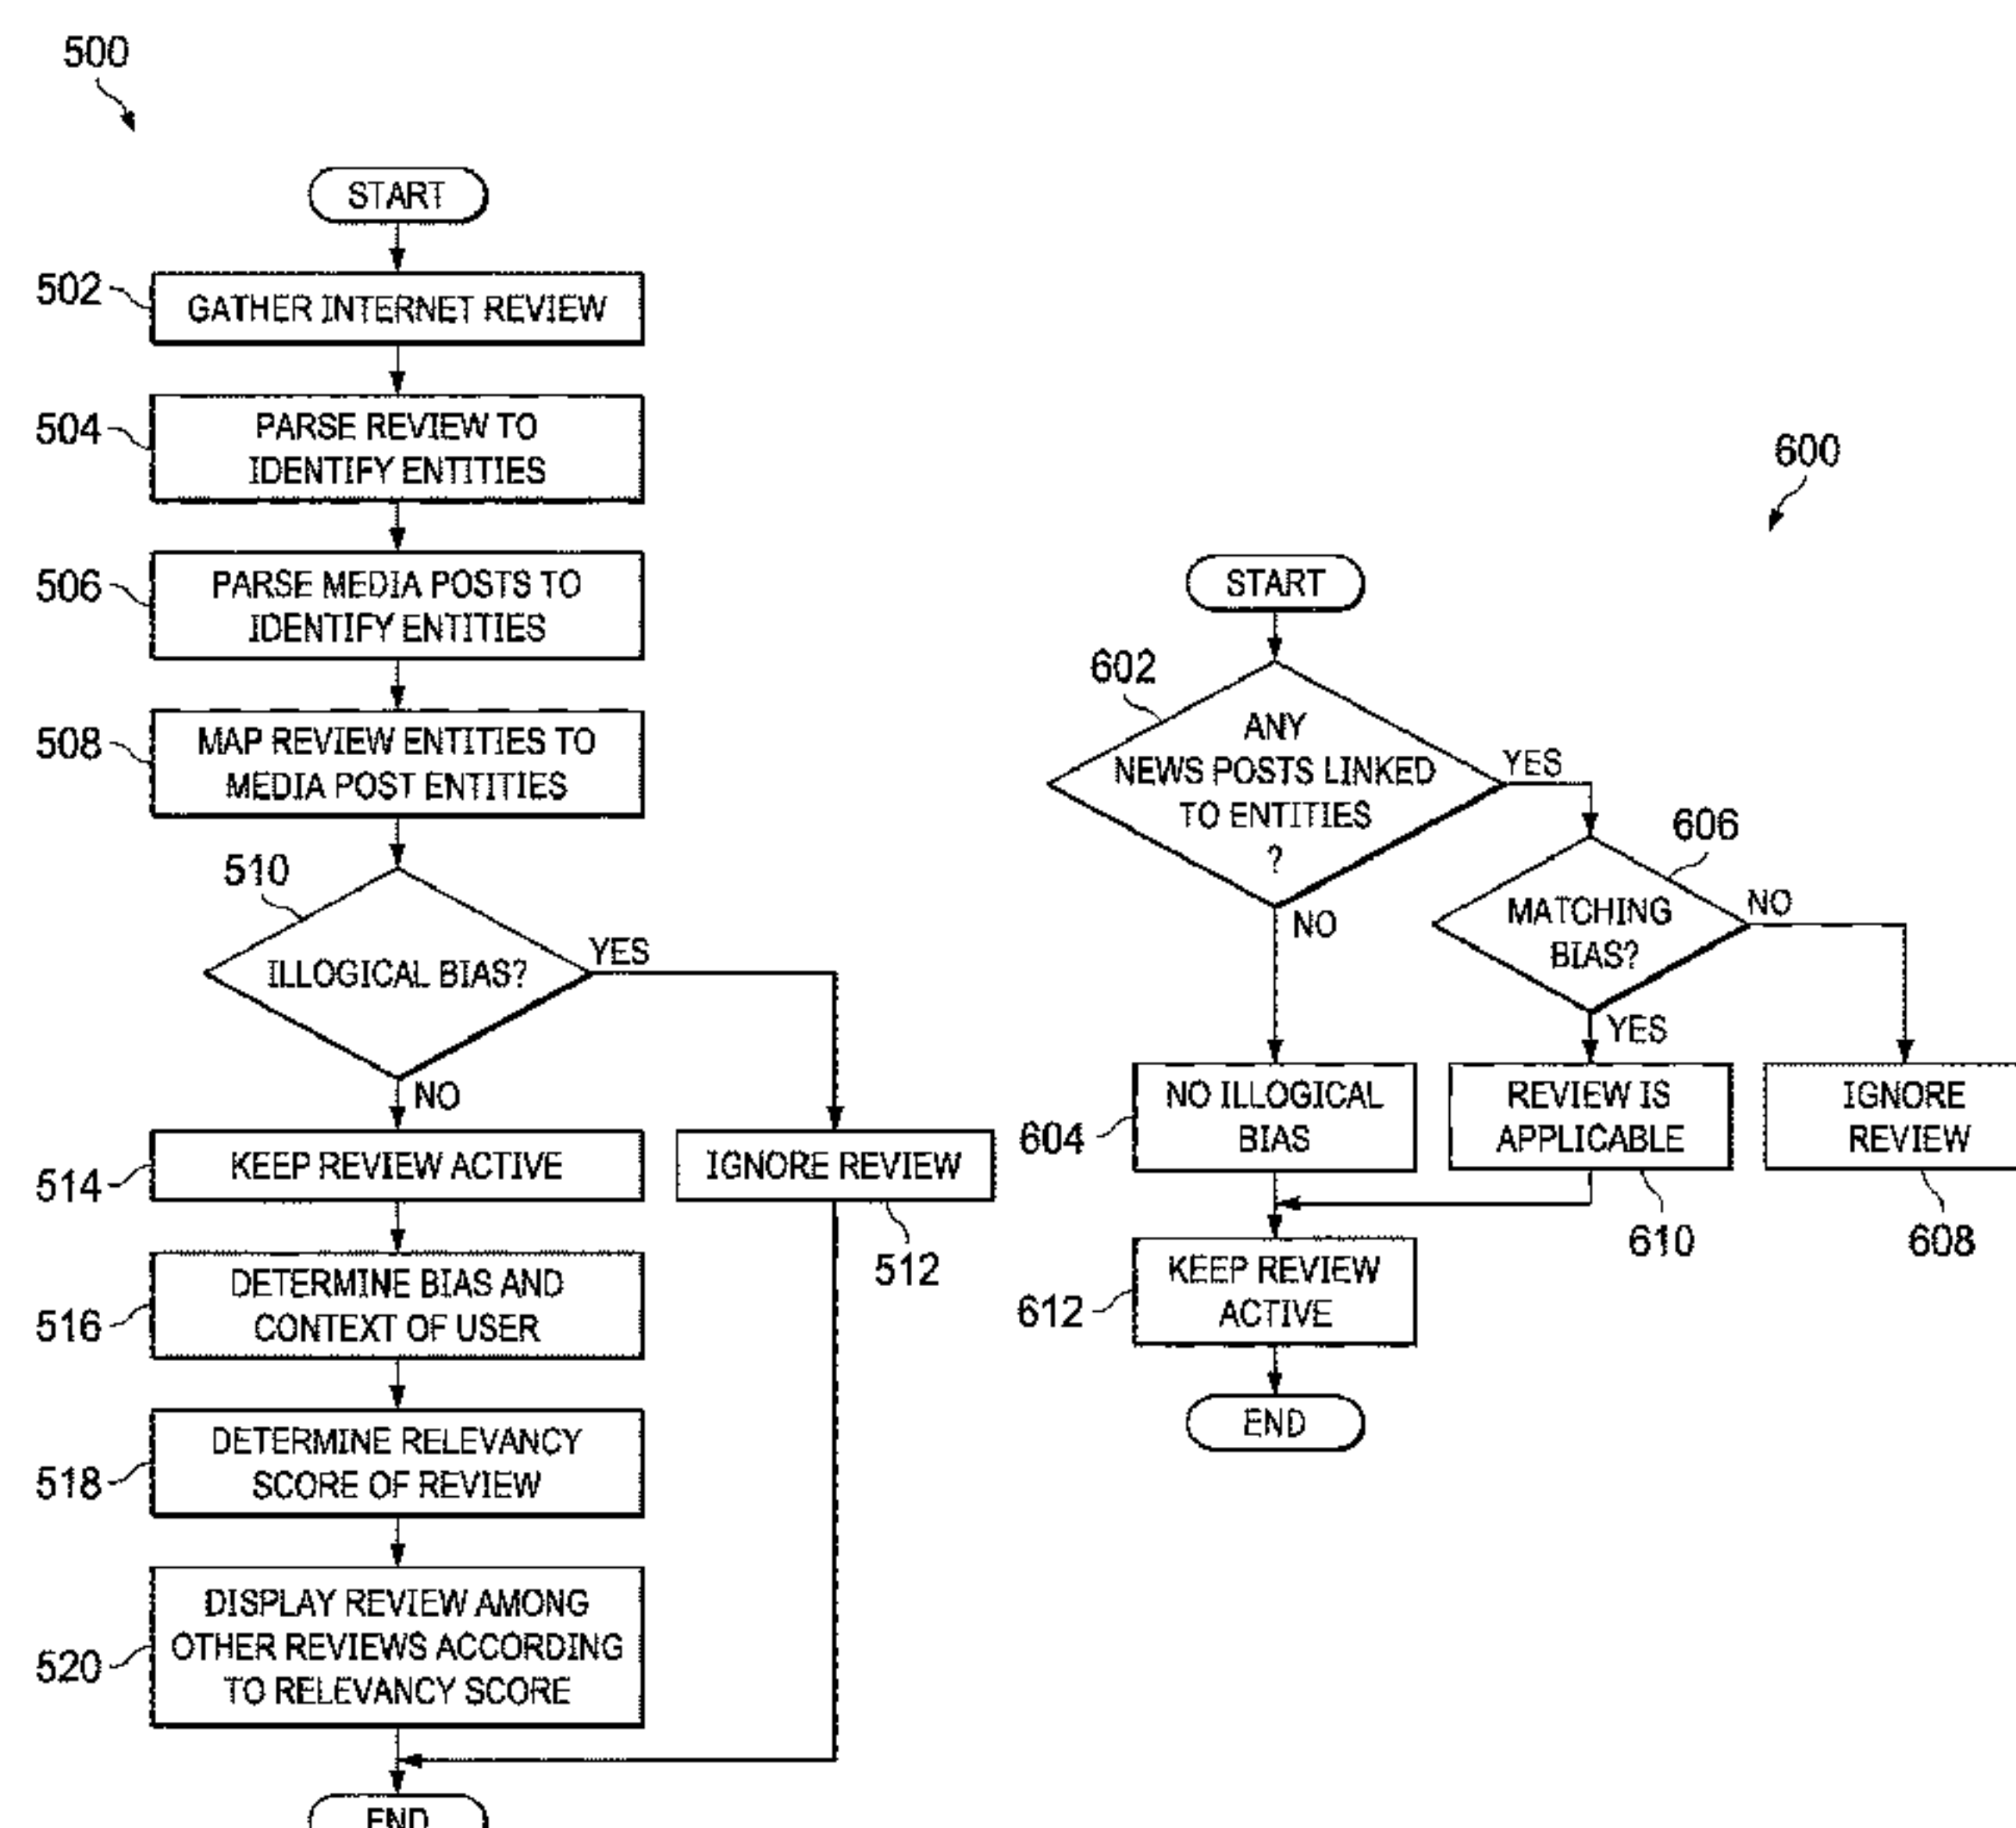 500
START
502
GATHER INTERNET REVIEW
504
PARSE REVIEW TO
IDENTIFY ENTITIES
506
PARSE MEDIA POSTS TO
IDENTIFY ENTITIES
508
MAP REVIEW ENTITIES TO
MEDIA POST ENTITIES
510
ILLOGICAL BIAS?
YES
NO
514
KEEP REVIEW ACTIVE
IGNORE REVIEW
512
516
DETERMINE BIAS AND
CONTEXT OF USER
518
DETERMINE RELEVANCY
SCORE OF REVIEW
520
DISPLAY REVIEW AMONG
OTHER REVIEWS ACCORDING
TO RELEVANCY SCORE
END
600
START
602
ANY
NEWS POSTS LINKED
TO ENTITIES
?
YES
NO
606
MATCHING
BIAS?
NO
YES
604
NO ILLOGICAL
BIAS
REVIEW IS
APPLICABLE
610
IGNORE
REVIEW
608
612
KEEP REVIEW
ACTIVE
END